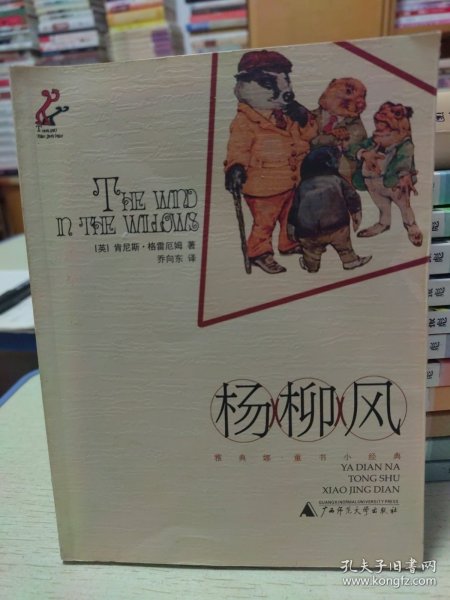 THE WIND
IN THE WILLOWS
[英] 肯尼斯·格雷厄姆 著
乔向东 译
杨柳风
雅典娜·童书小经典
YA DIAN NA
TONG SHU
XIAO JING DIAN
GUANGXI NORMAL UNIVERSITY PRESS
广西师范大学出版社
孔夫子旧书网
www.kongfz.com